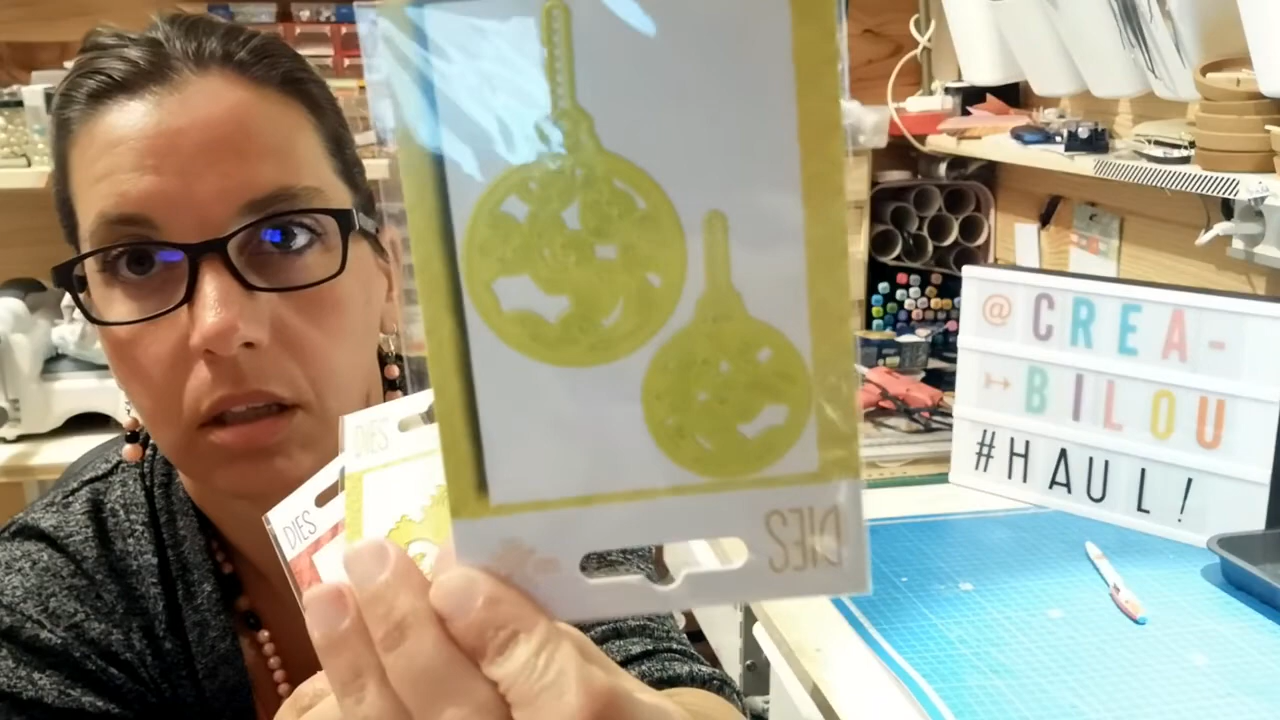 DIES
DIES
DIES
@CREA-
BILOU
#HAUL!